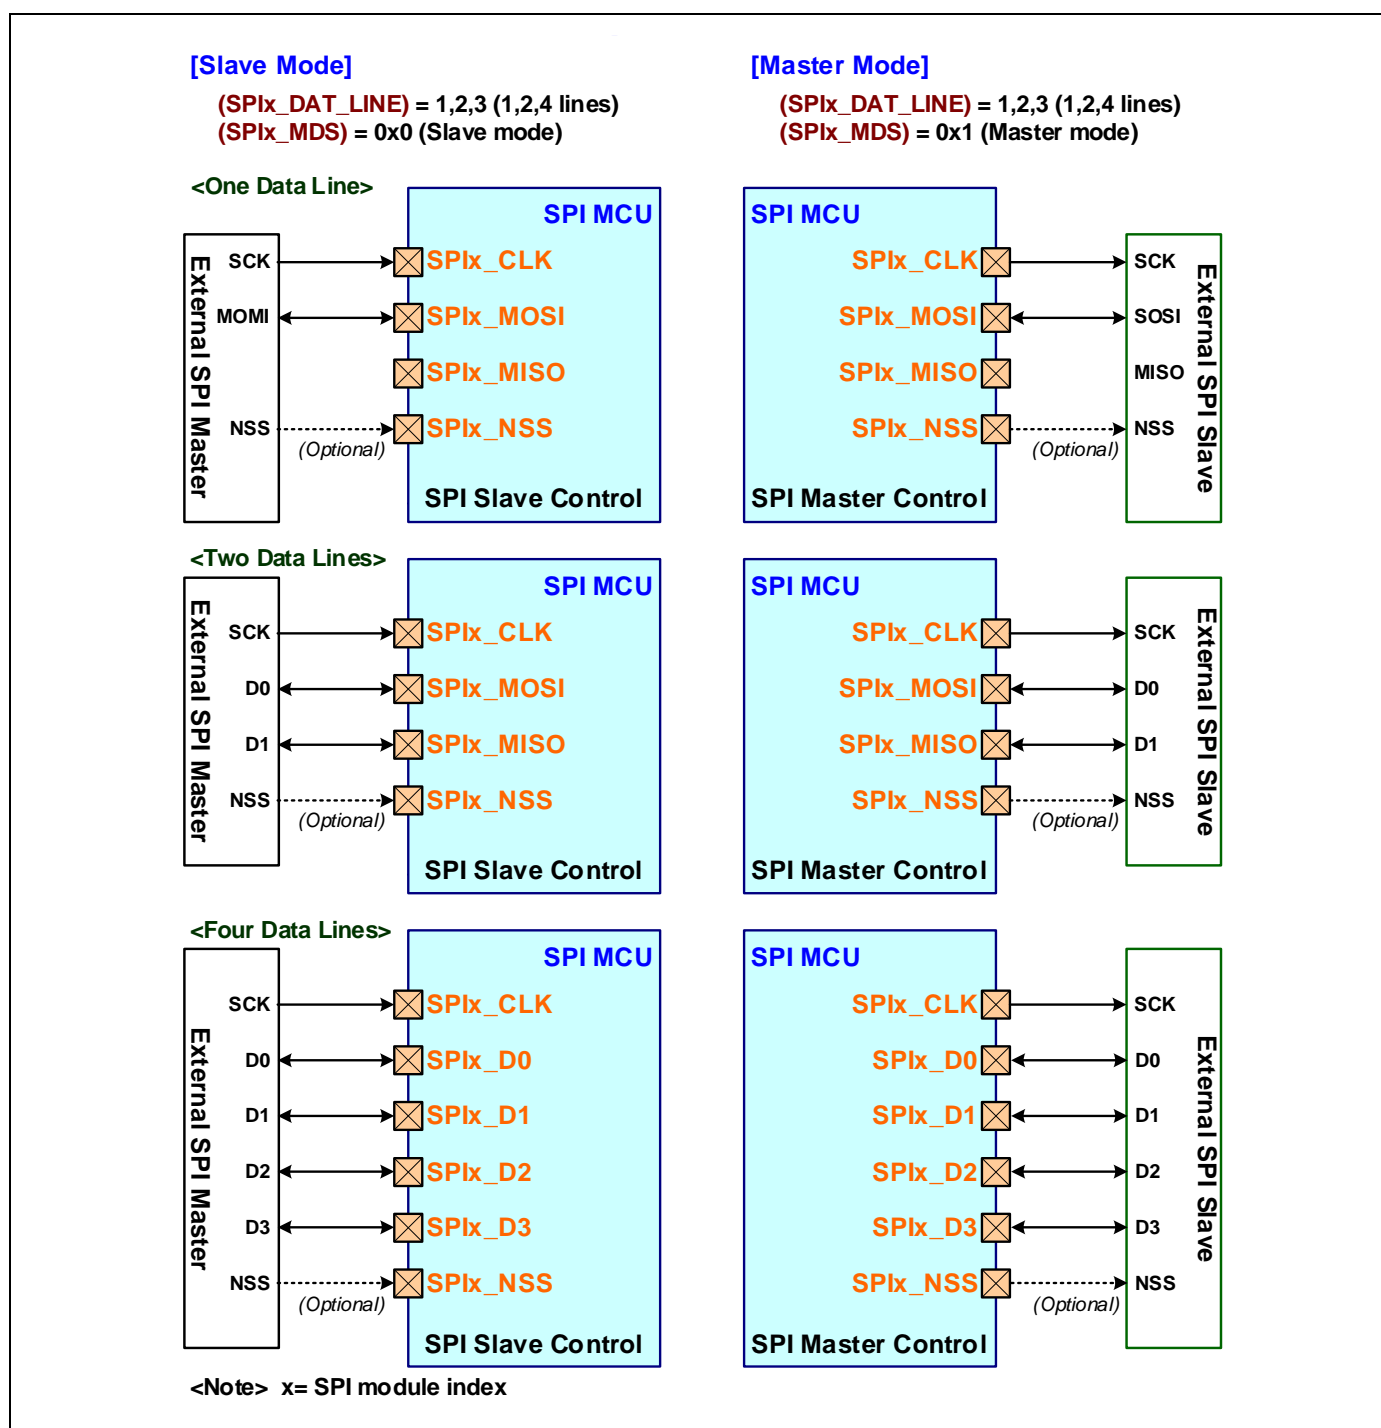 [Slave Mode]
(SPIx_DAT_LINE) = 1,2,3 (1,2,4 lines)
(SPIx_MDS) = 0x0 (Slave mode)
[Master Mode]
(SPIx_DAT_LINE) = 1,2,3 (1,2,4 lines)
(SPIx_MDS) = 0x1 (Master mode)
<One Data Line>
External SPI Master
SCK
MOMI
NSS
(Optional)
SPI MCU
SPIx_CLK
SPIx_MOSI
SPIx_MISO
SPIx_NSS
SPI Slave Control
SPI MCU
SPIx_CLK
SPIx_MOSI
SPIx_MISO
SPIx_NSS
SPI Master Control
(Optional)
SCK
SOSI
MISO
NSS
External SPI Slave
<Two Data Lines>
External SPI Master
SCK
D0
D1
NSS
(Optional)
SPI MCU
SPIx_CLK
SPIx_MOSI
SPIx_MISO
SPIx_NSS
SPI Slave Control
SPI MCU
SPIx_CLK
SPIx_MOSI
SPIx_MISO
SPIx_NSS
SPI Master Control
(Optional)
SCK
D0
D1
NSS
External SPI Slave
<Four Data Lines>
External SPI Master
SCK
D0
D1
D2
D3
NSS
(Optional)
SPI MCU
SPIx_CLK
SPIx_D0
SPIx_D1
SPIx_D2
SPIx_D3
SPIx_NSS
SPI Slave Control
SPI MCU
SPIx_CLK
SPIx_D0
SPIx_D1
SPIx_D2
SPIx_D3
SPIx_NSS
SPI Master Control
(Optional)
SCK
D0
D1
D2
D3
NSS
External SPI Slave
<Note> x= SPI module index